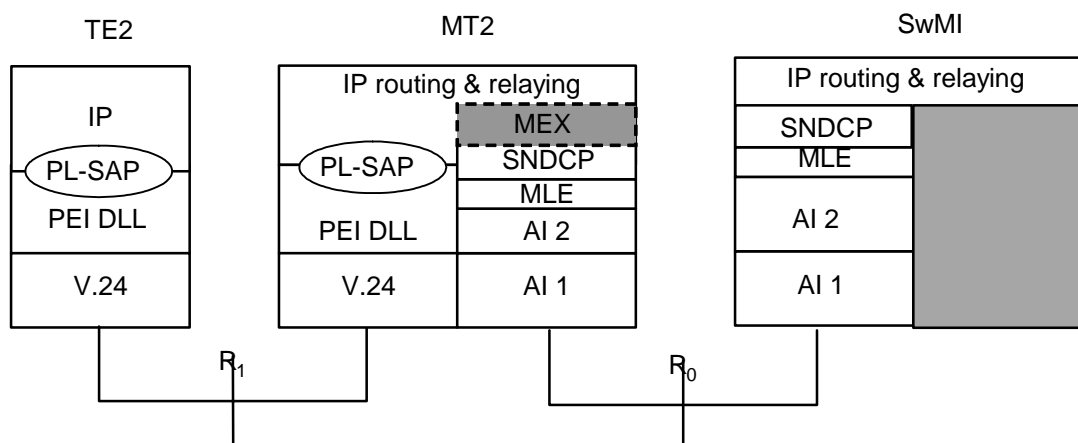 TE2
MT2
SwMI
IP
PL-SAP
PEI DLL
V.24
IP routing & relaying
MEX
PL-SAP
SNDCP
MLE
PEI DLL
AI 2
V.24
AI 1
IP routing & relaying
SNDCP
MLE
AI 2
AI 1
R1
R0